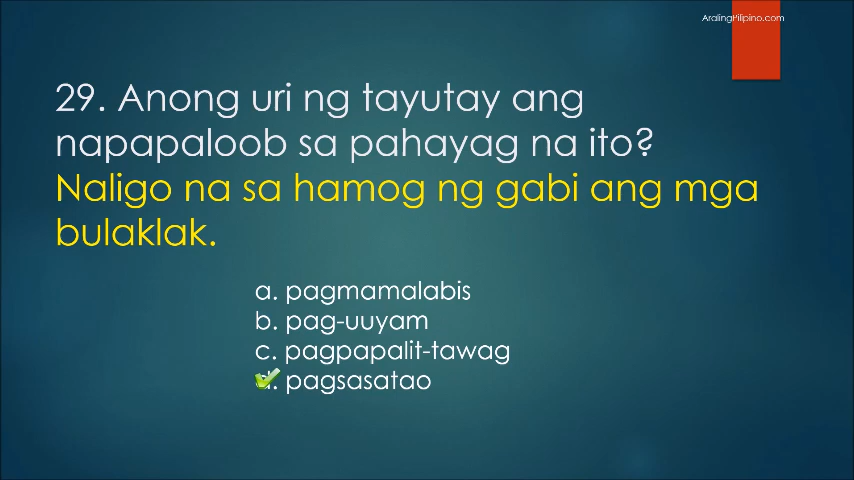 AralingPilipino.com
29. Anong uri ng tayutay ang
napapaloob sa pahayag na ito?
Naligo na sa hamog ng gabi ang mga
bulaklak.
a. pagmamalabis
b. pag-uuyam
c. pagpapalit-tawag
d. pagsasatao